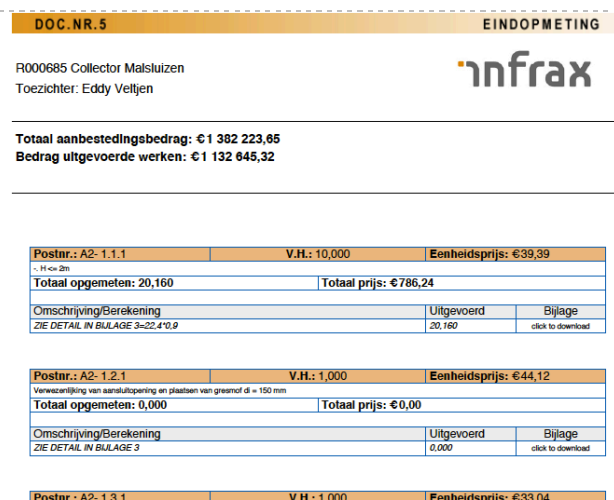 DOC.NR.5 EINDOPMETING
R000685 Collector Malsluizen
Toezichter: Eddy Veltjen
infrax
Totaal aanbestedingsbedrag: €1 382 223,65
Bedrag uitgevoerde werken: €1 132 645,32
Postnr.: A2- 1.1.1 V.H.: 10,000 Eenheidsprijs: €39,39
-. H <= 2m
Totaal opgemeten: 20,160 Totaal prijs: €786,24
Omschrijving/Berekening Uitgevoerd Bijlage
ZIE DETAIL IN BIJLAGE 3=22,4*0,9 20,160 click to download
Postnr.: A2- 1.2.1 V.H.: 1,000 Eenheidsprijs: €44,12
Verwezenlijking van aansluitopening en plaatsen van gresmof di = 150 mm
Totaal opgemeten: 0,000 Totaal prijs: €0,00
Omschrijving/Berekening Uitgevoerd Bijlage
ZIE DETAIL IN BIJLAGE 3 0,000 click to download
Postnr.: A2- 1.3.1 V.H.: 1,000 Eenheidsprijs: €33,04